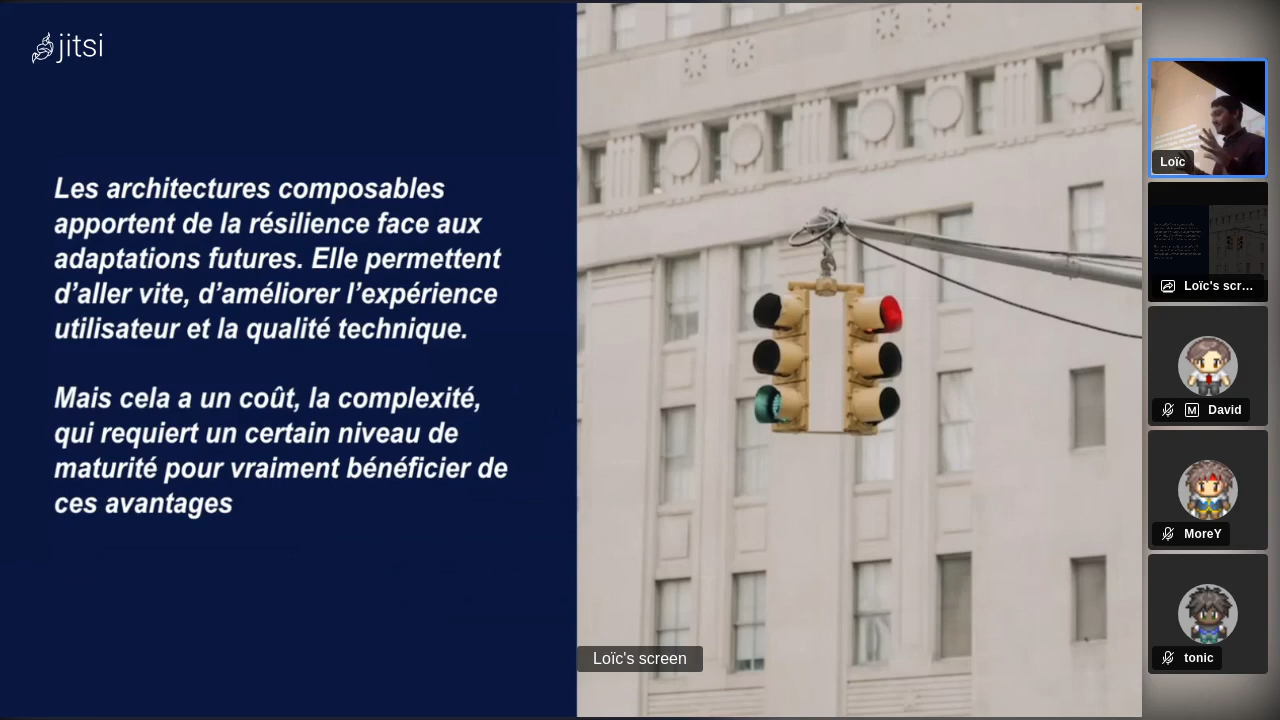 jitsi
Les architectures composables
apportent de la résilience face aux
adaptations futures. Elle permettent
d’aller vite, d’améliorer l’expérience
utilisateur et la qualité technique.
Mais cela a un coût, la complexité,
qui requiert un certain niveau de
maturité pour vraiment bénéficier de
ces avantages
Loïc's screen
Loïc
Loïc's scr...
M David
MoreY
tonic